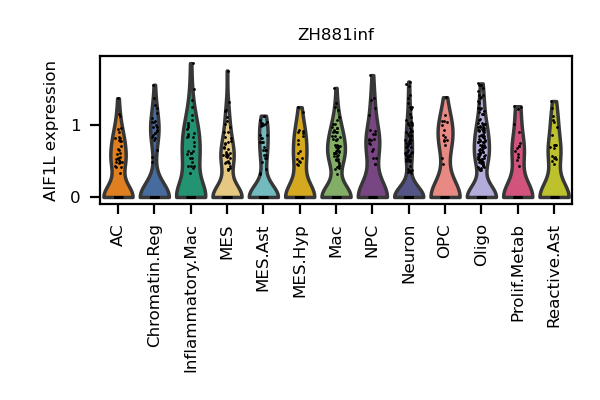 ZH881inf
AIF1L expression
1
0
AC
Chromatin.Reg
Inflammatory.Mac
MES
MES.Ast
MES.Hyp
Mac
NPC
Neuron
OPC
Oligo
Prolif.Metab
Reactive.Ast